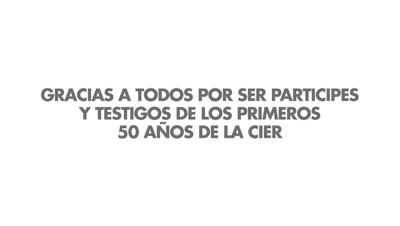 GRACIAS A TODOS POR SER PARTICIPES
Y TESTIGOS DE LOS PRIMEROS
50 AÑOS DE LA CIER